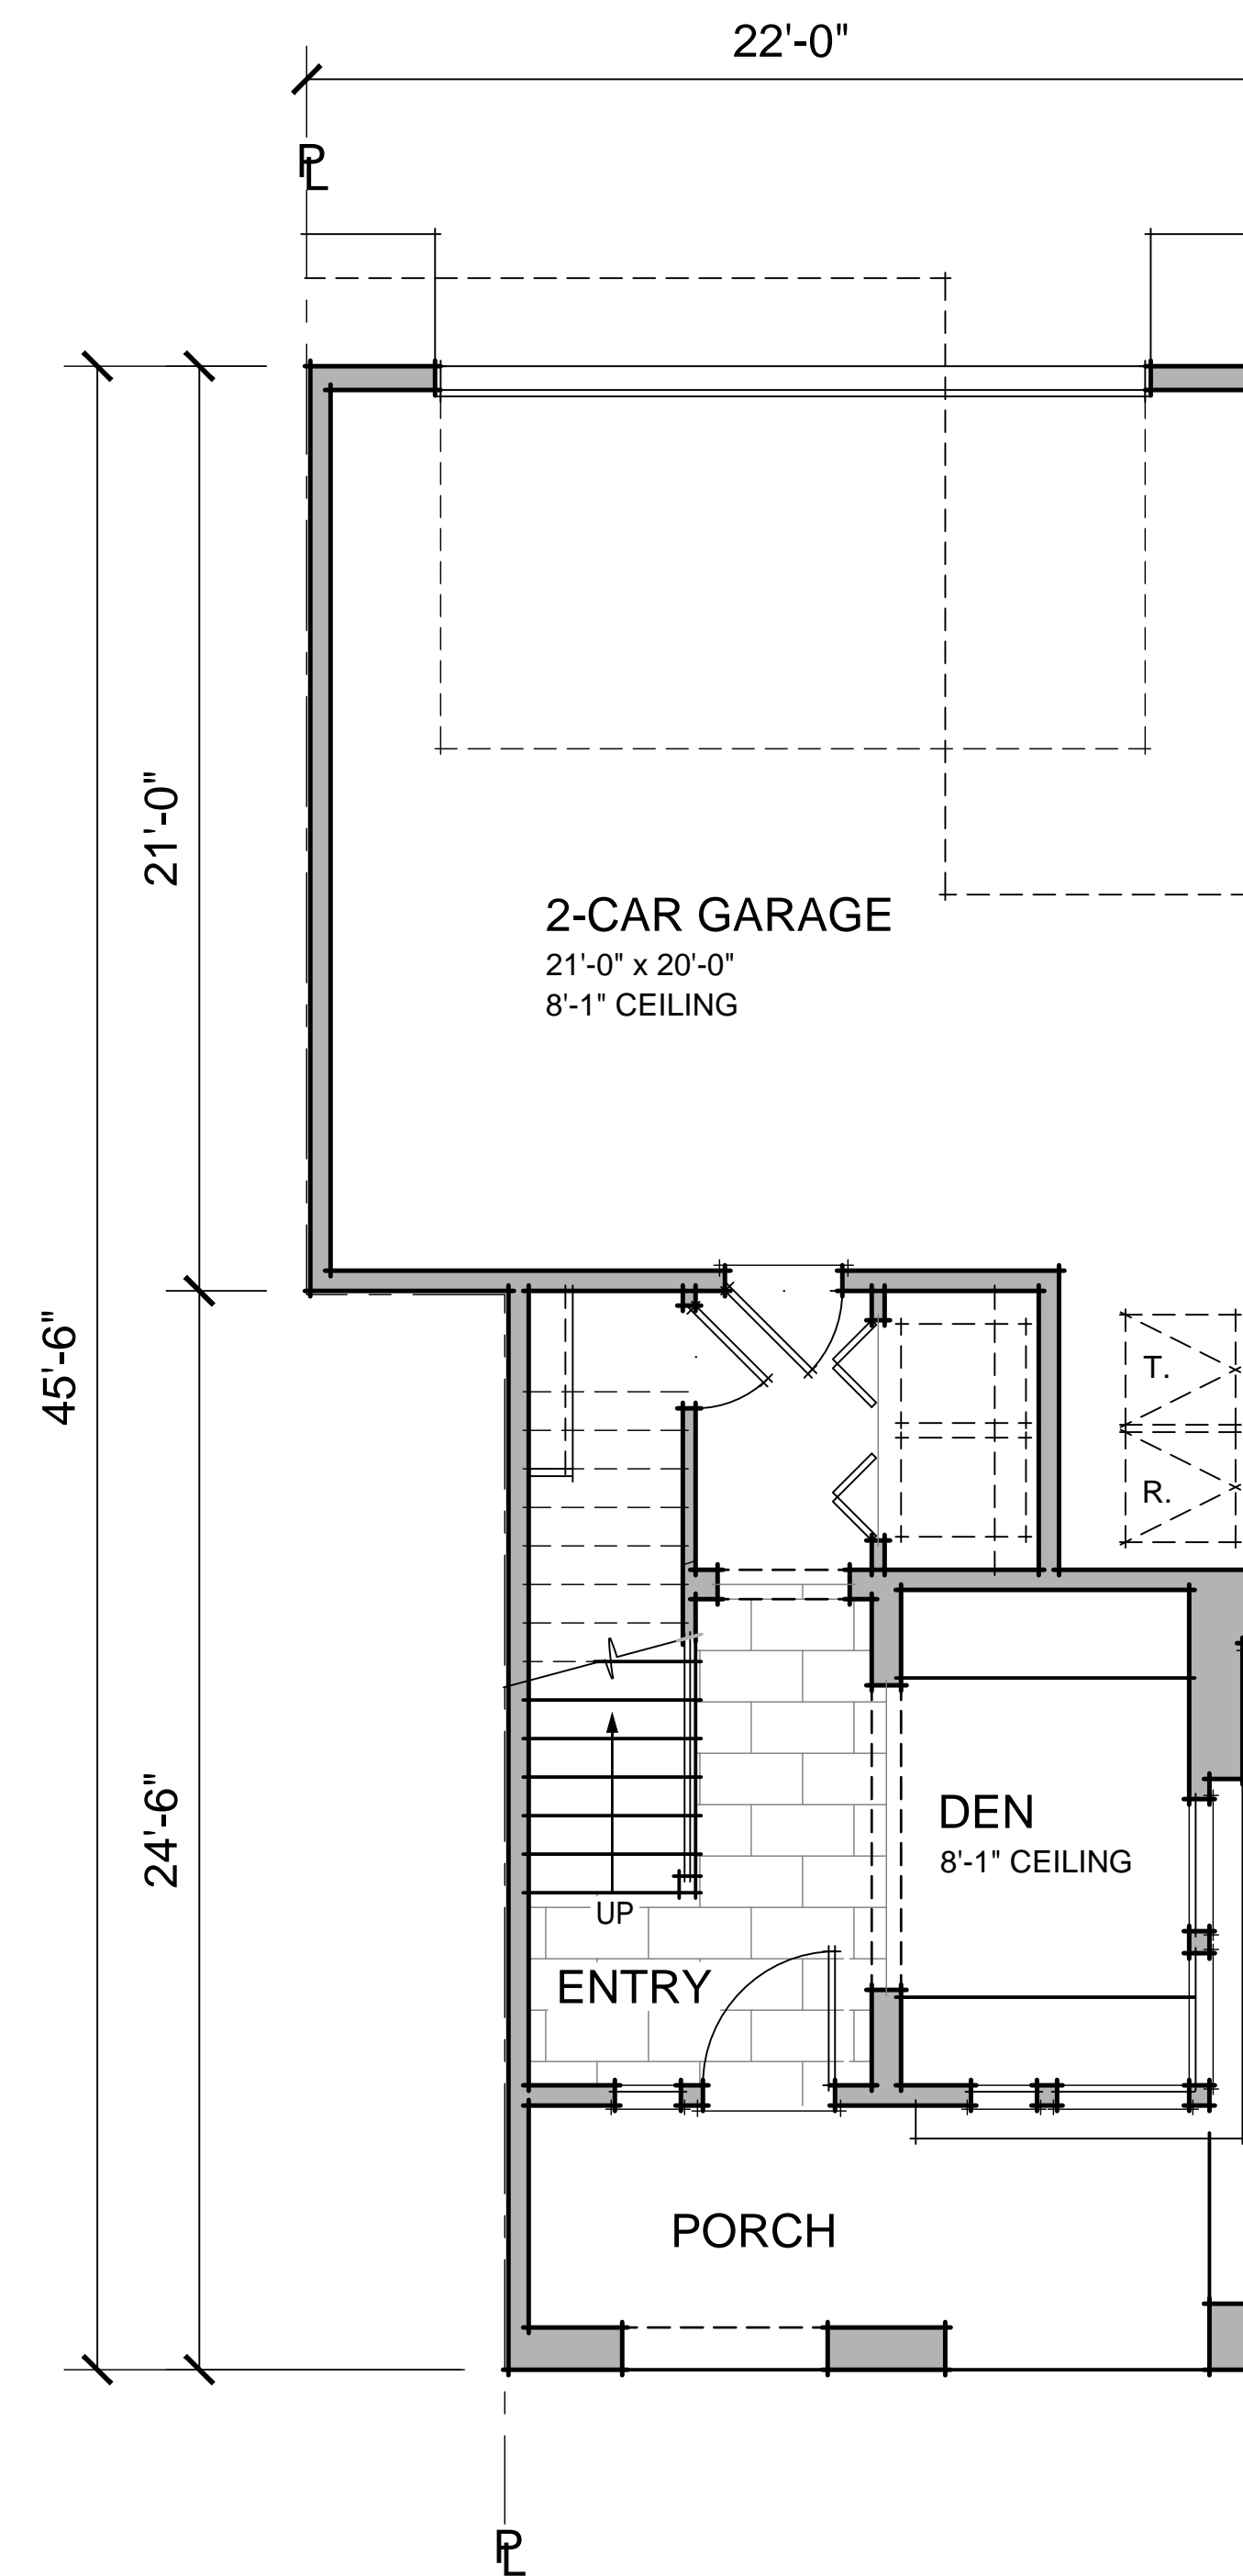 22'-0"
PL
21'-0"
2-CAR GARAGE
21'-0" x 20'-0"
8'-1" CEILING
45'-6"
T.
R.
24'-6"
DEN
8'-1" CEILING
UP
ENTRY
PORCH
PL